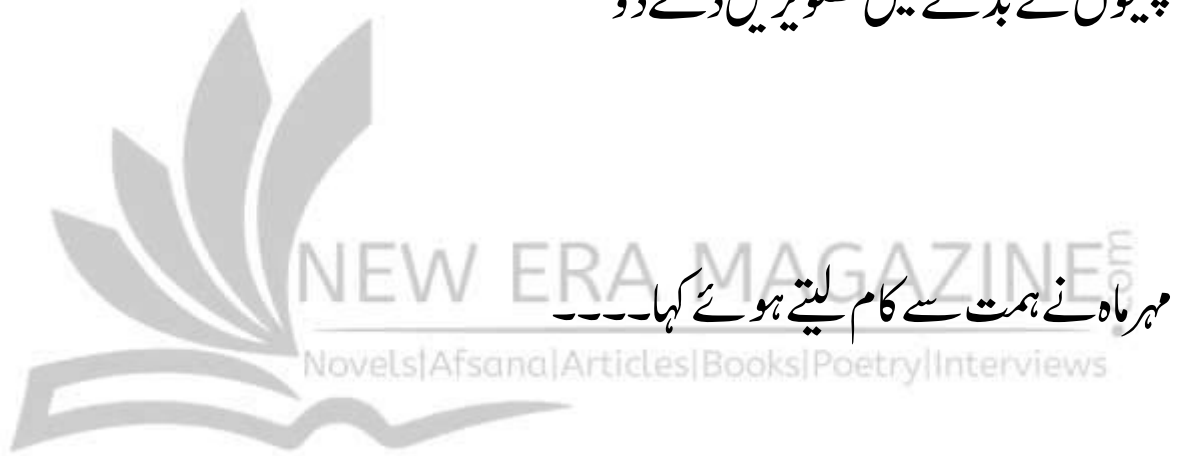 پیسوں کے بدلے میں تصویریں دے دو
NEW ERA MAGAZINE.com
مہرماہ نے ہمت سے کام لیتے ہوئے کہا۔۔۔۔
Novels|Afsana|Articles|Books|Poetry|Interviews